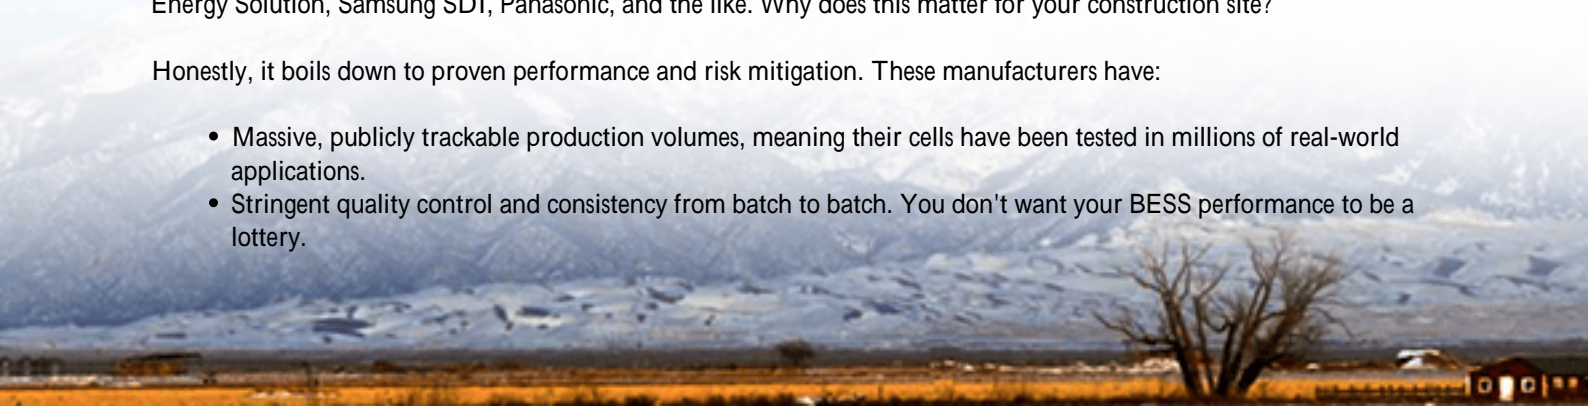 Energy Solution, Samsung SDI, Panasonic, and the like. Why does this matter for your construction site?
Honestly, it boils down to proven performance and risk mitigation. These manufacturers have:
• Massive, publicly trackable production volumes, meaning their cells have been tested in millions of real-world
applications.
• Stringent quality control and consistency from batch to batch. You don't want your BESS performance to be a
lottery.